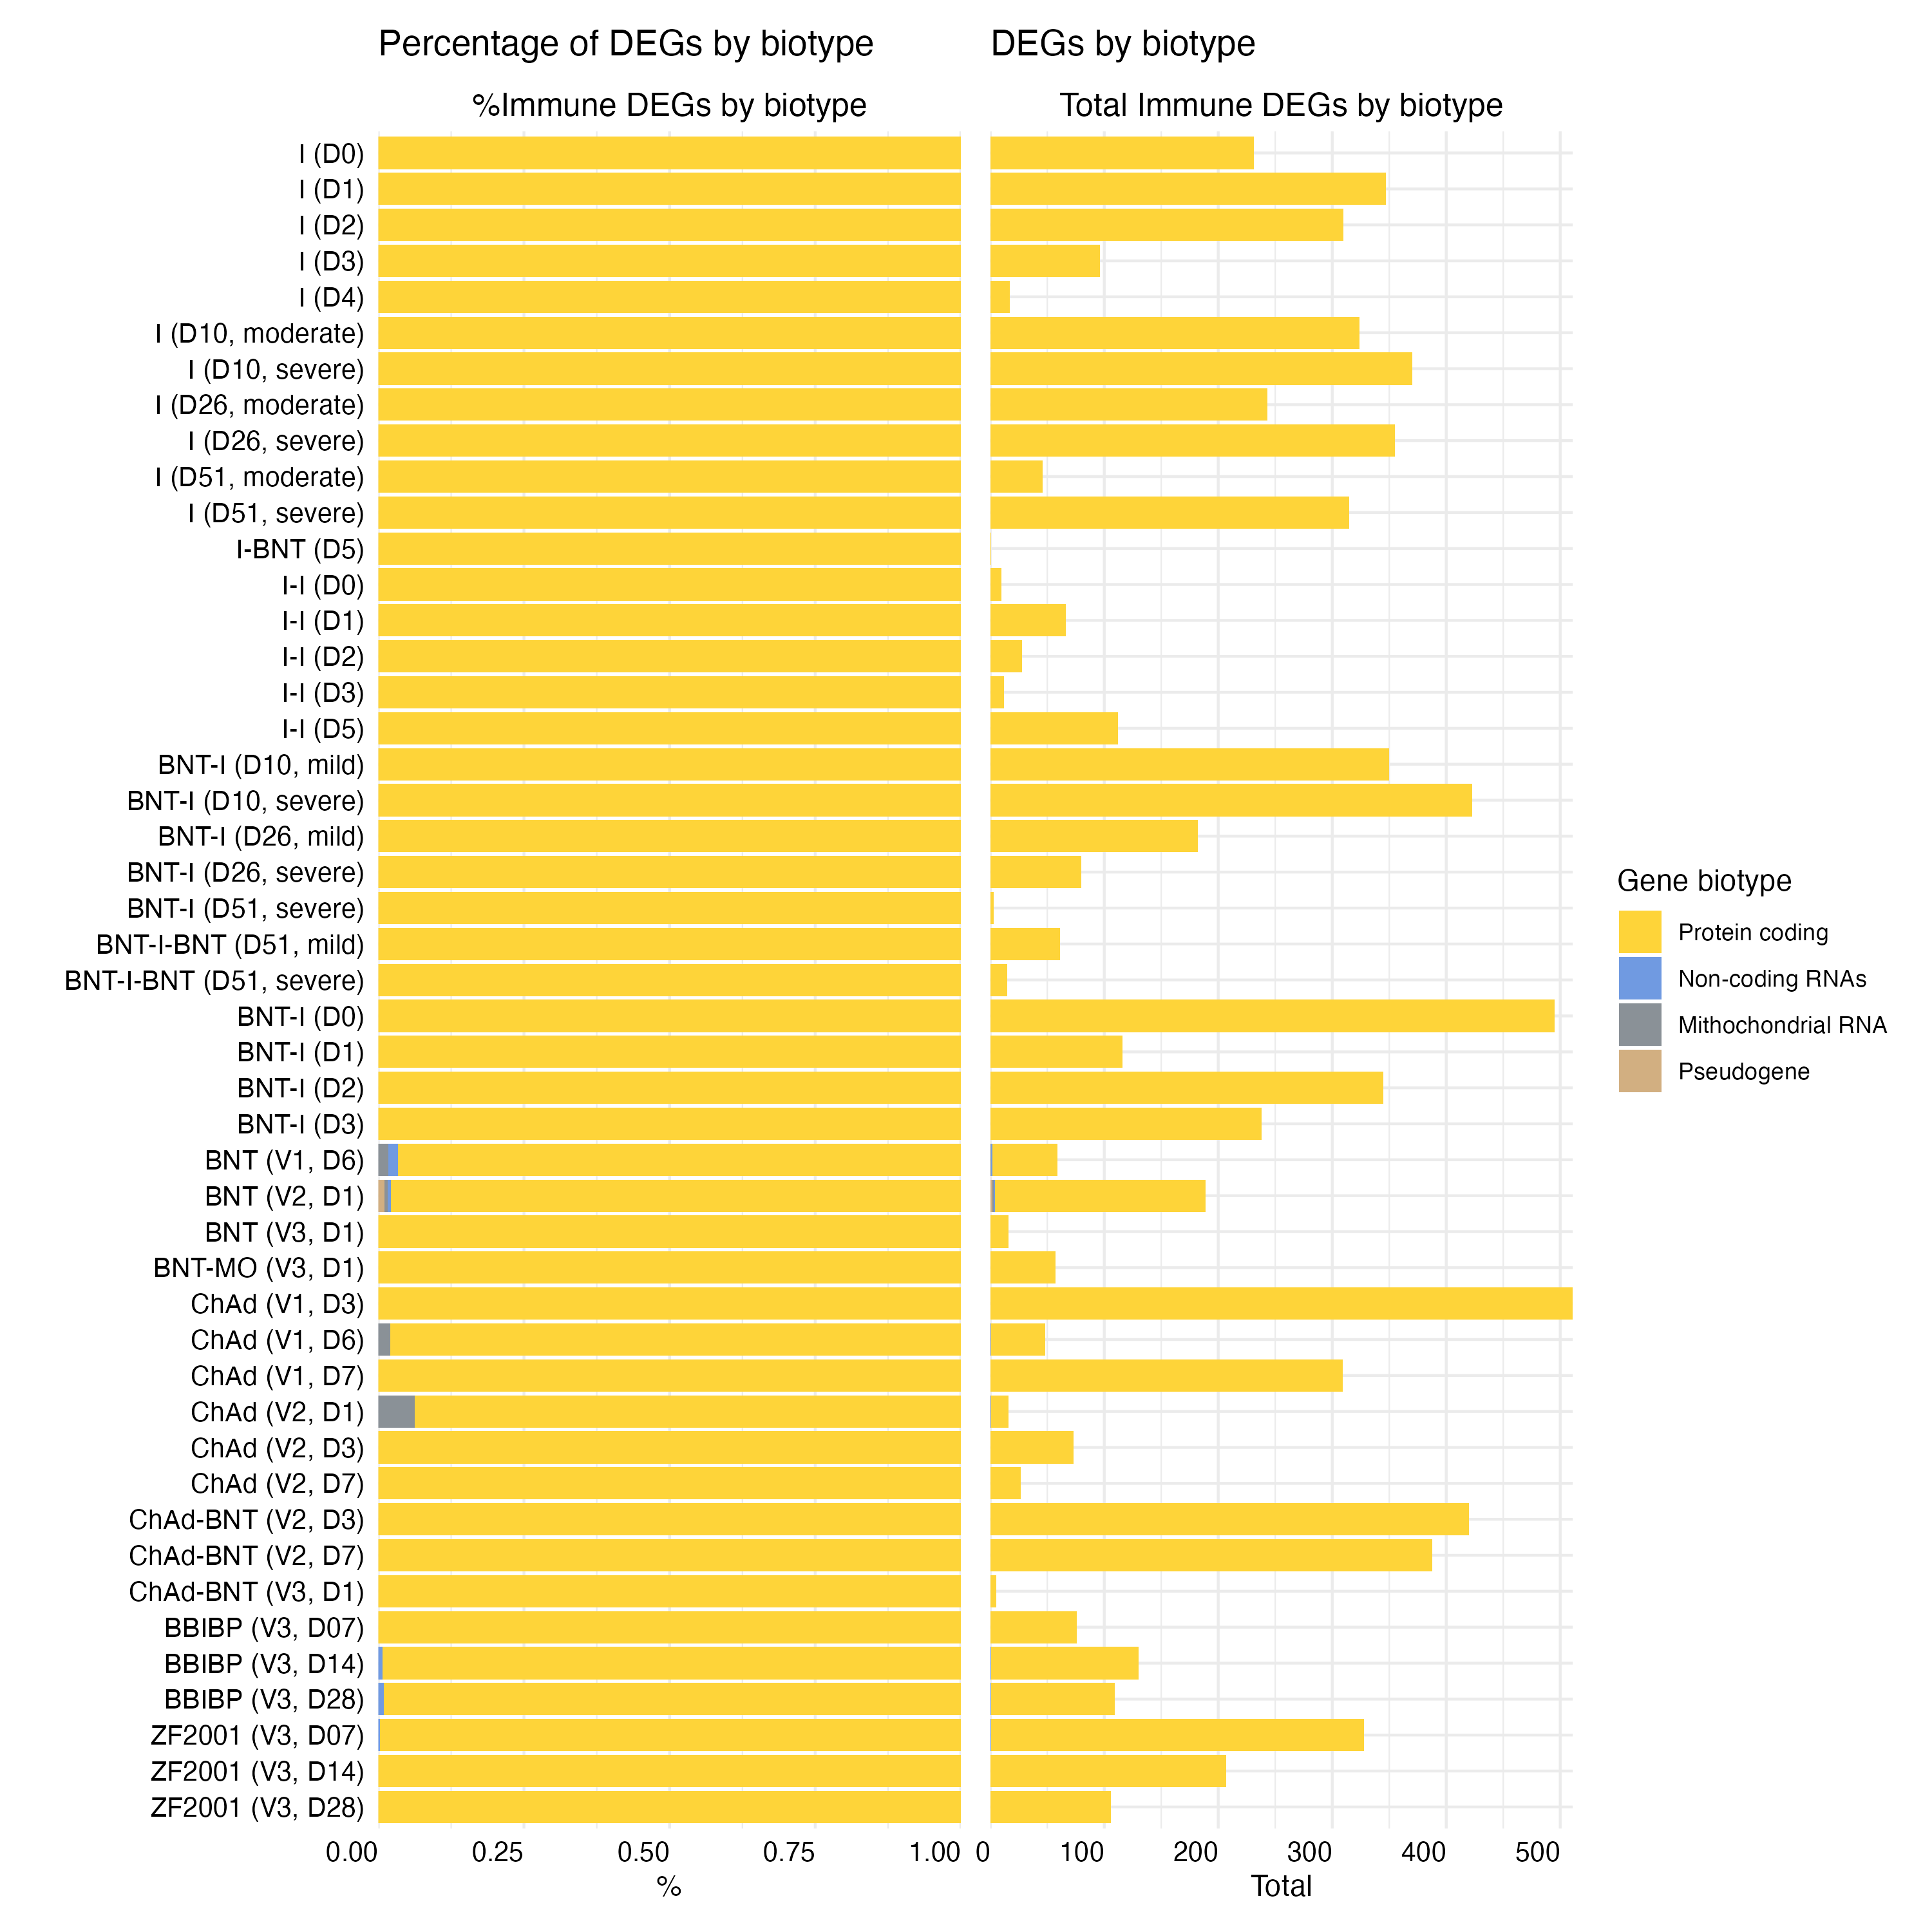 Percentage of DEGs by biotype
DEGs by biotype
%Immune DEGs by biotype
Total Immune DEGs by biotype
I (D0)
I (D1)
I (D2)
I (D3)
I (D4)
I (D10, moderate)
I (D10, severe)
I (D26, moderate)
I (D26, severe)
I (D51, moderate)
I (D51, severe)
I-BNT (D5)
I-I (D0)
I-I (D1)
I-I (D2)
I-I (D3)
I-I (D5)
BNT-I (D10, mild)
BNT-I (D10, severe)
BNT-I (D26, mild)
BNT-I (D26, severe)
BNT-I (D51, severe)
BNT-I-BNT (D51, mild)
BNT-I-BNT (D51, severe)
BNT-I (D0)
BNT-I (D1)
BNT-I (D2)
BNT-I (D3)
BNT (V1, D6)
BNT (V2, D1)
BNT (V3, D1)
BNT-MO (V3, D1)
ChAd (V1, D3)
ChAd (V1, D6)
ChAd (V1, D7)
ChAd (V2, D1)
ChAd (V2, D3)
ChAd (V2, D7)
ChAd-BNT (V2, D3)
ChAd-BNT (V2, D7)
ChAd-BNT (V3, D1)
BBIBP (V3, D07)
BBIBP (V3, D14)
BBIBP (V3, D28)
ZF2001 (V3, D07)
ZF2001 (V3, D14)
ZF2001 (V3, D28)
0.00 0.25 0.50 0.75 1.00
%
0 100 200 300 400 500
Total
Gene biotype
Protein coding
Non-coding RNAs
Mithochondrial RNA
Pseudogene